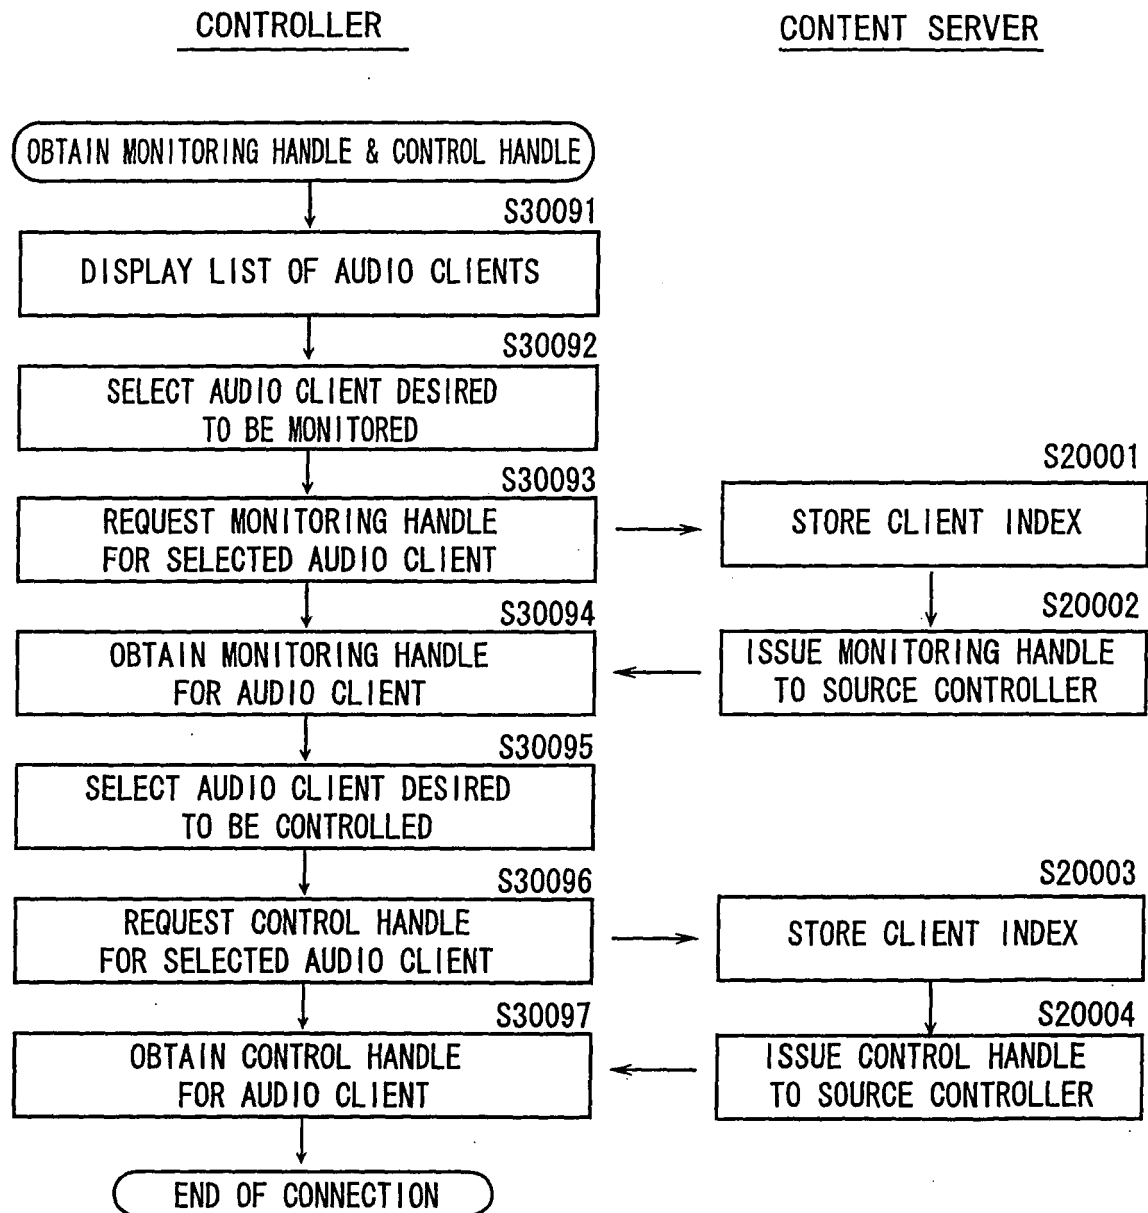 CONTROLLER
CONTENT SERVER
OBTAIN MONITORING HANDLE & CONTROL HANDLE
S30091
DISPLAY LIST OF AUDIO CLIENTS
S30092
SELECT AUDIO CLIENT DESIRED
TO BE MONITORED
S30093
REQUEST MONITORING HANDLE
FOR SELECTED AUDIO CLIENT
S20001
STORE CLIENT INDEX
S20002
ISSUE MONITORING HANDLE
TO SOURCE CONTROLLER
S30094
OBTAIN MONITORING HANDLE
FOR AUDIO CLIENT
S30095
SELECT AUDIO CLIENT DESIRED
TO BE CONTROLLED
S30096
REQUEST CONTROL HANDLE
FOR SELECTED AUDIO CLIENT
S20003
STORE CLIENT INDEX
S20004
ISSUE CONTROL HANDLE
TO SOURCE CONTROLLER
S30097
OBTAIN CONTROL HANDLE
FOR AUDIO CLIENT
END OF CONNECTION